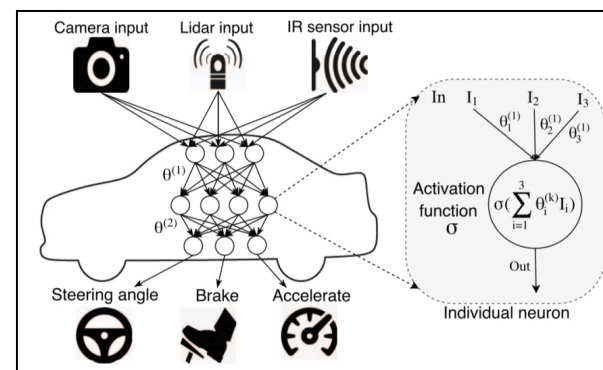 Camera input Lidar input IR sensor input
In I₁ I₂ I₃
θ₁⁽¹⁾ θ₂⁽¹⁾ θ₃⁽¹⁾
θ⁽¹⁾
Activation
function
σ
σ(∑³ᵢ₌₁ θᵢ⁽ᵏ⁾Iᵢ)
θ⁽²⁾
Out
Steering angle Brake Accelerate
Individual neuron